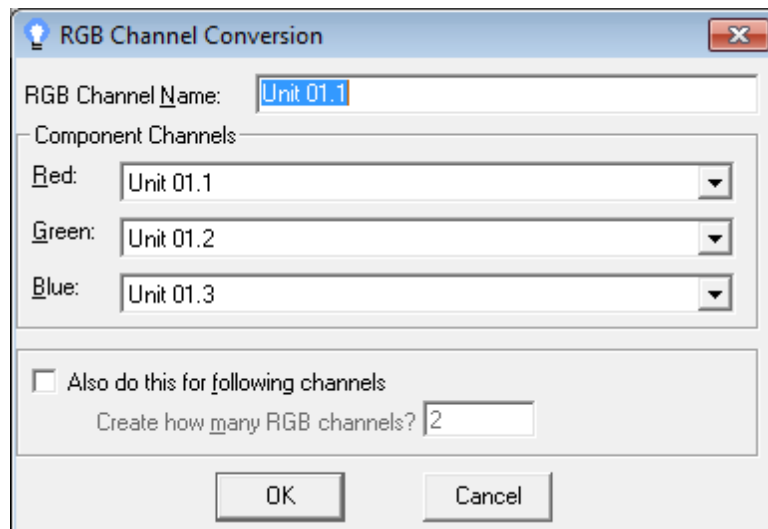 RGB Channel Conversion
RGB Channel Name: Unit 01.1
Component Channels
Red: Unit 01.1
Green: Unit 01.2
Blue: Unit 01.3
Also do this for following channels
Create how many RGB channels? 2
OK Cancel